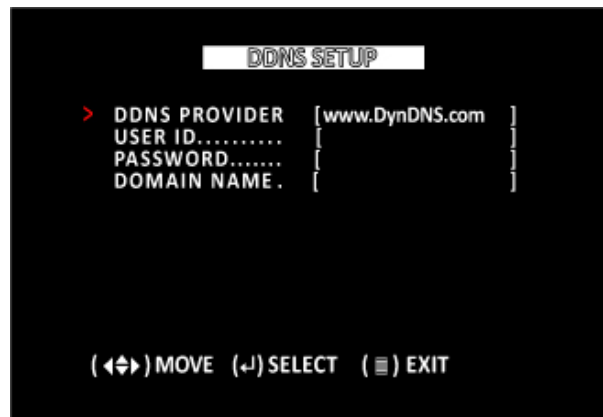 DDNS SETUP
> DDNS PROVIDER [www.DynDNS.com ]
USER ID.......... [ ]
PASSWORD....... [ ]
DOMAIN NAME. [ ]
(◀◆▶) MOVE (↵) SELECT (≣) EXIT